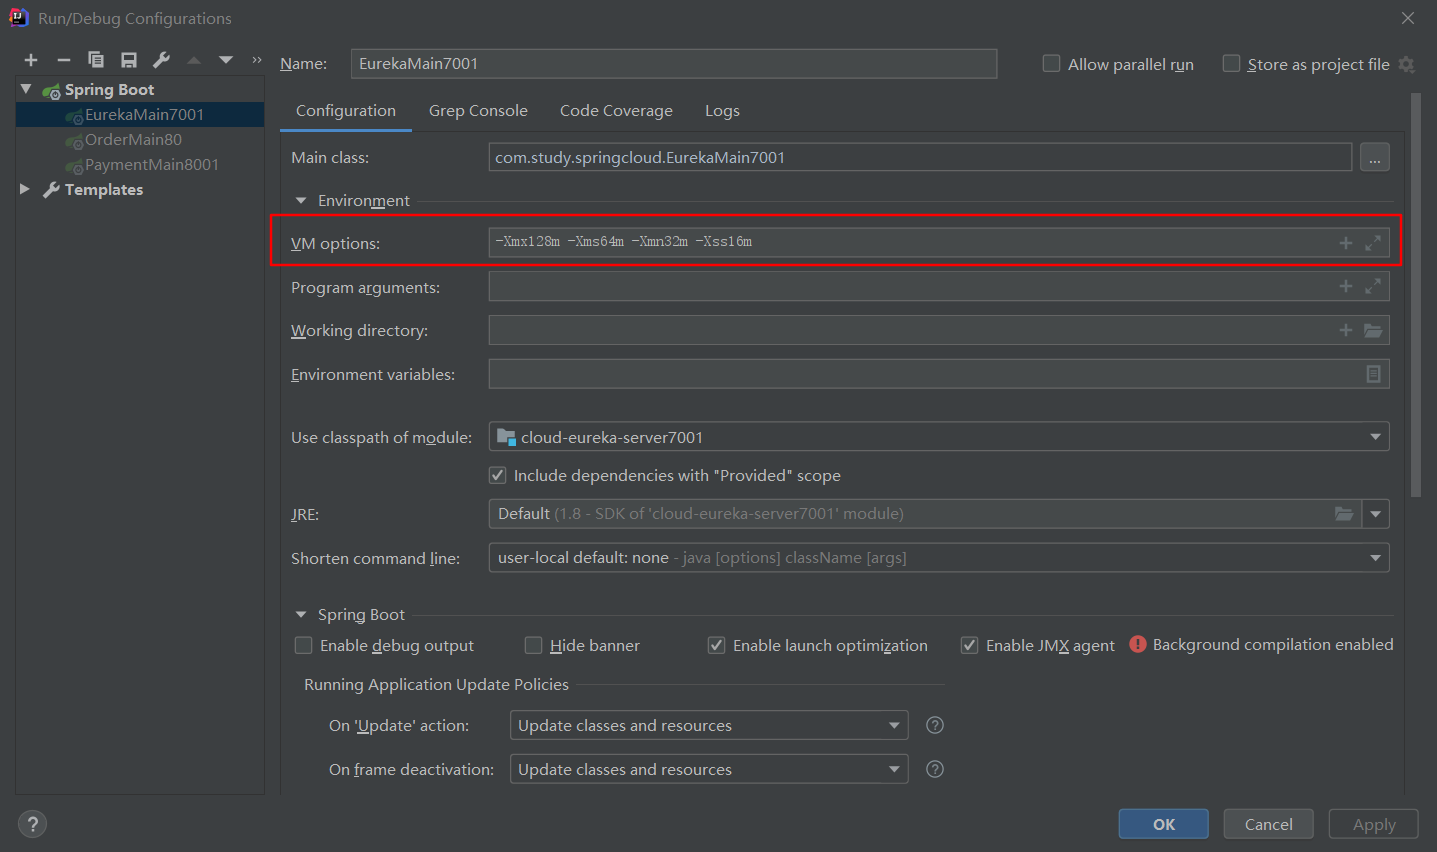 Run/Debug Configurations
Spring Boot
EurekaMain7001
OrderMain80
PaymentMain8001
Templates
Name: EurekaMain7001
Allow parallel run
Store as project file
Configuration Grep Console Code Coverage Logs
Main class: com.study.springcloud.EurekaMain7001 ...
Environment
VM options: -Xmx128m -Xms64m -Xmn32m -Xss16m
Program arguments:
Working directory:
Environment variables:
Use classpath of module: cloud-eureka-server7001
Include dependencies with "Provided" scope
JRE: Default (1.8 - SDK of 'cloud-eureka-server7001' module)
Shorten command line: user-local default: none - java [options] className [args]
Spring Boot
Enable debug output Hide banner Enable launch optimization Enable JMX agent Background compilation enabled
Running Application Update Policies
On 'Update' action: Update classes and resources ?
On frame deactivation: Update classes and resources ?
? OK Cancel Apply